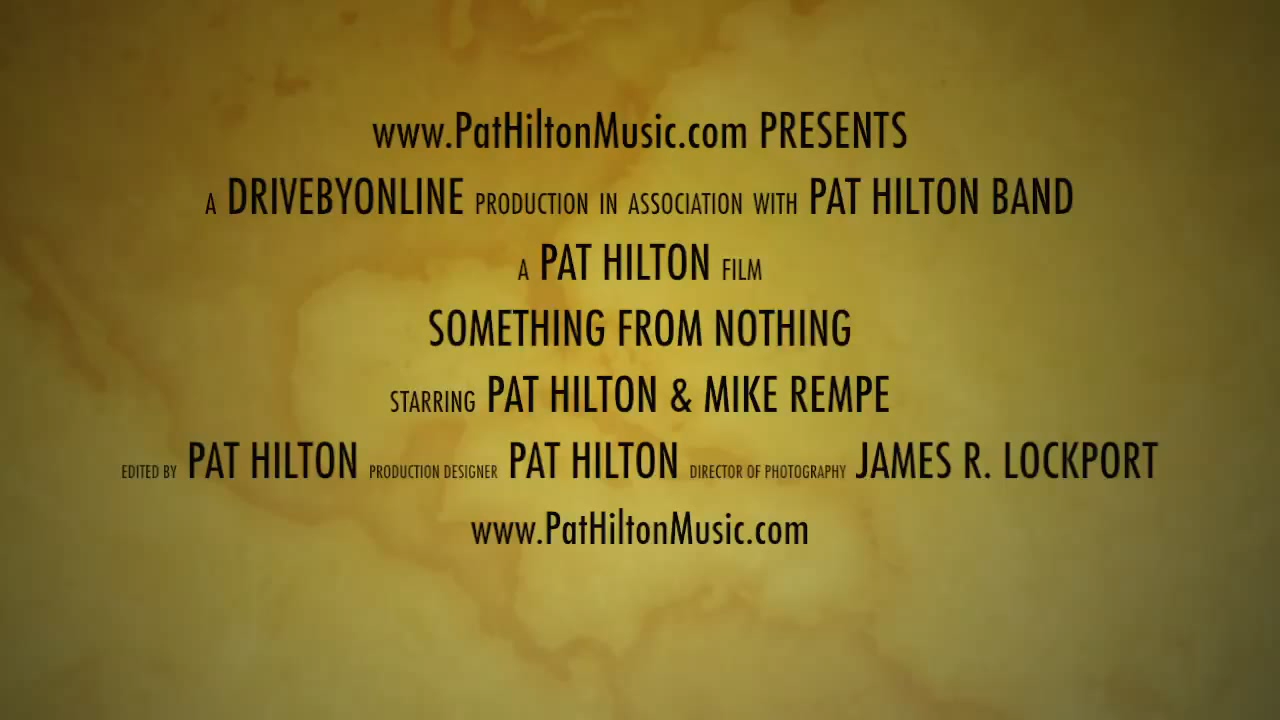 www.PatHiltonMusic.com PRESENTS
A DRIVEBYONLINE PRODUCTION IN ASSOCIATION WITH PAT HILTON BAND
A PAT HILTON FILM
SOMETHING FROM NOTHING
STARRING PAT HILTON & MIKE REMPE
EDITED BY PAT HILTON PRODUCTION DESIGNER PAT HILTON DIRECTOR OF PHOTOGRAPHY JAMES R. LOCKPORT
www.PatHiltonMusic.com